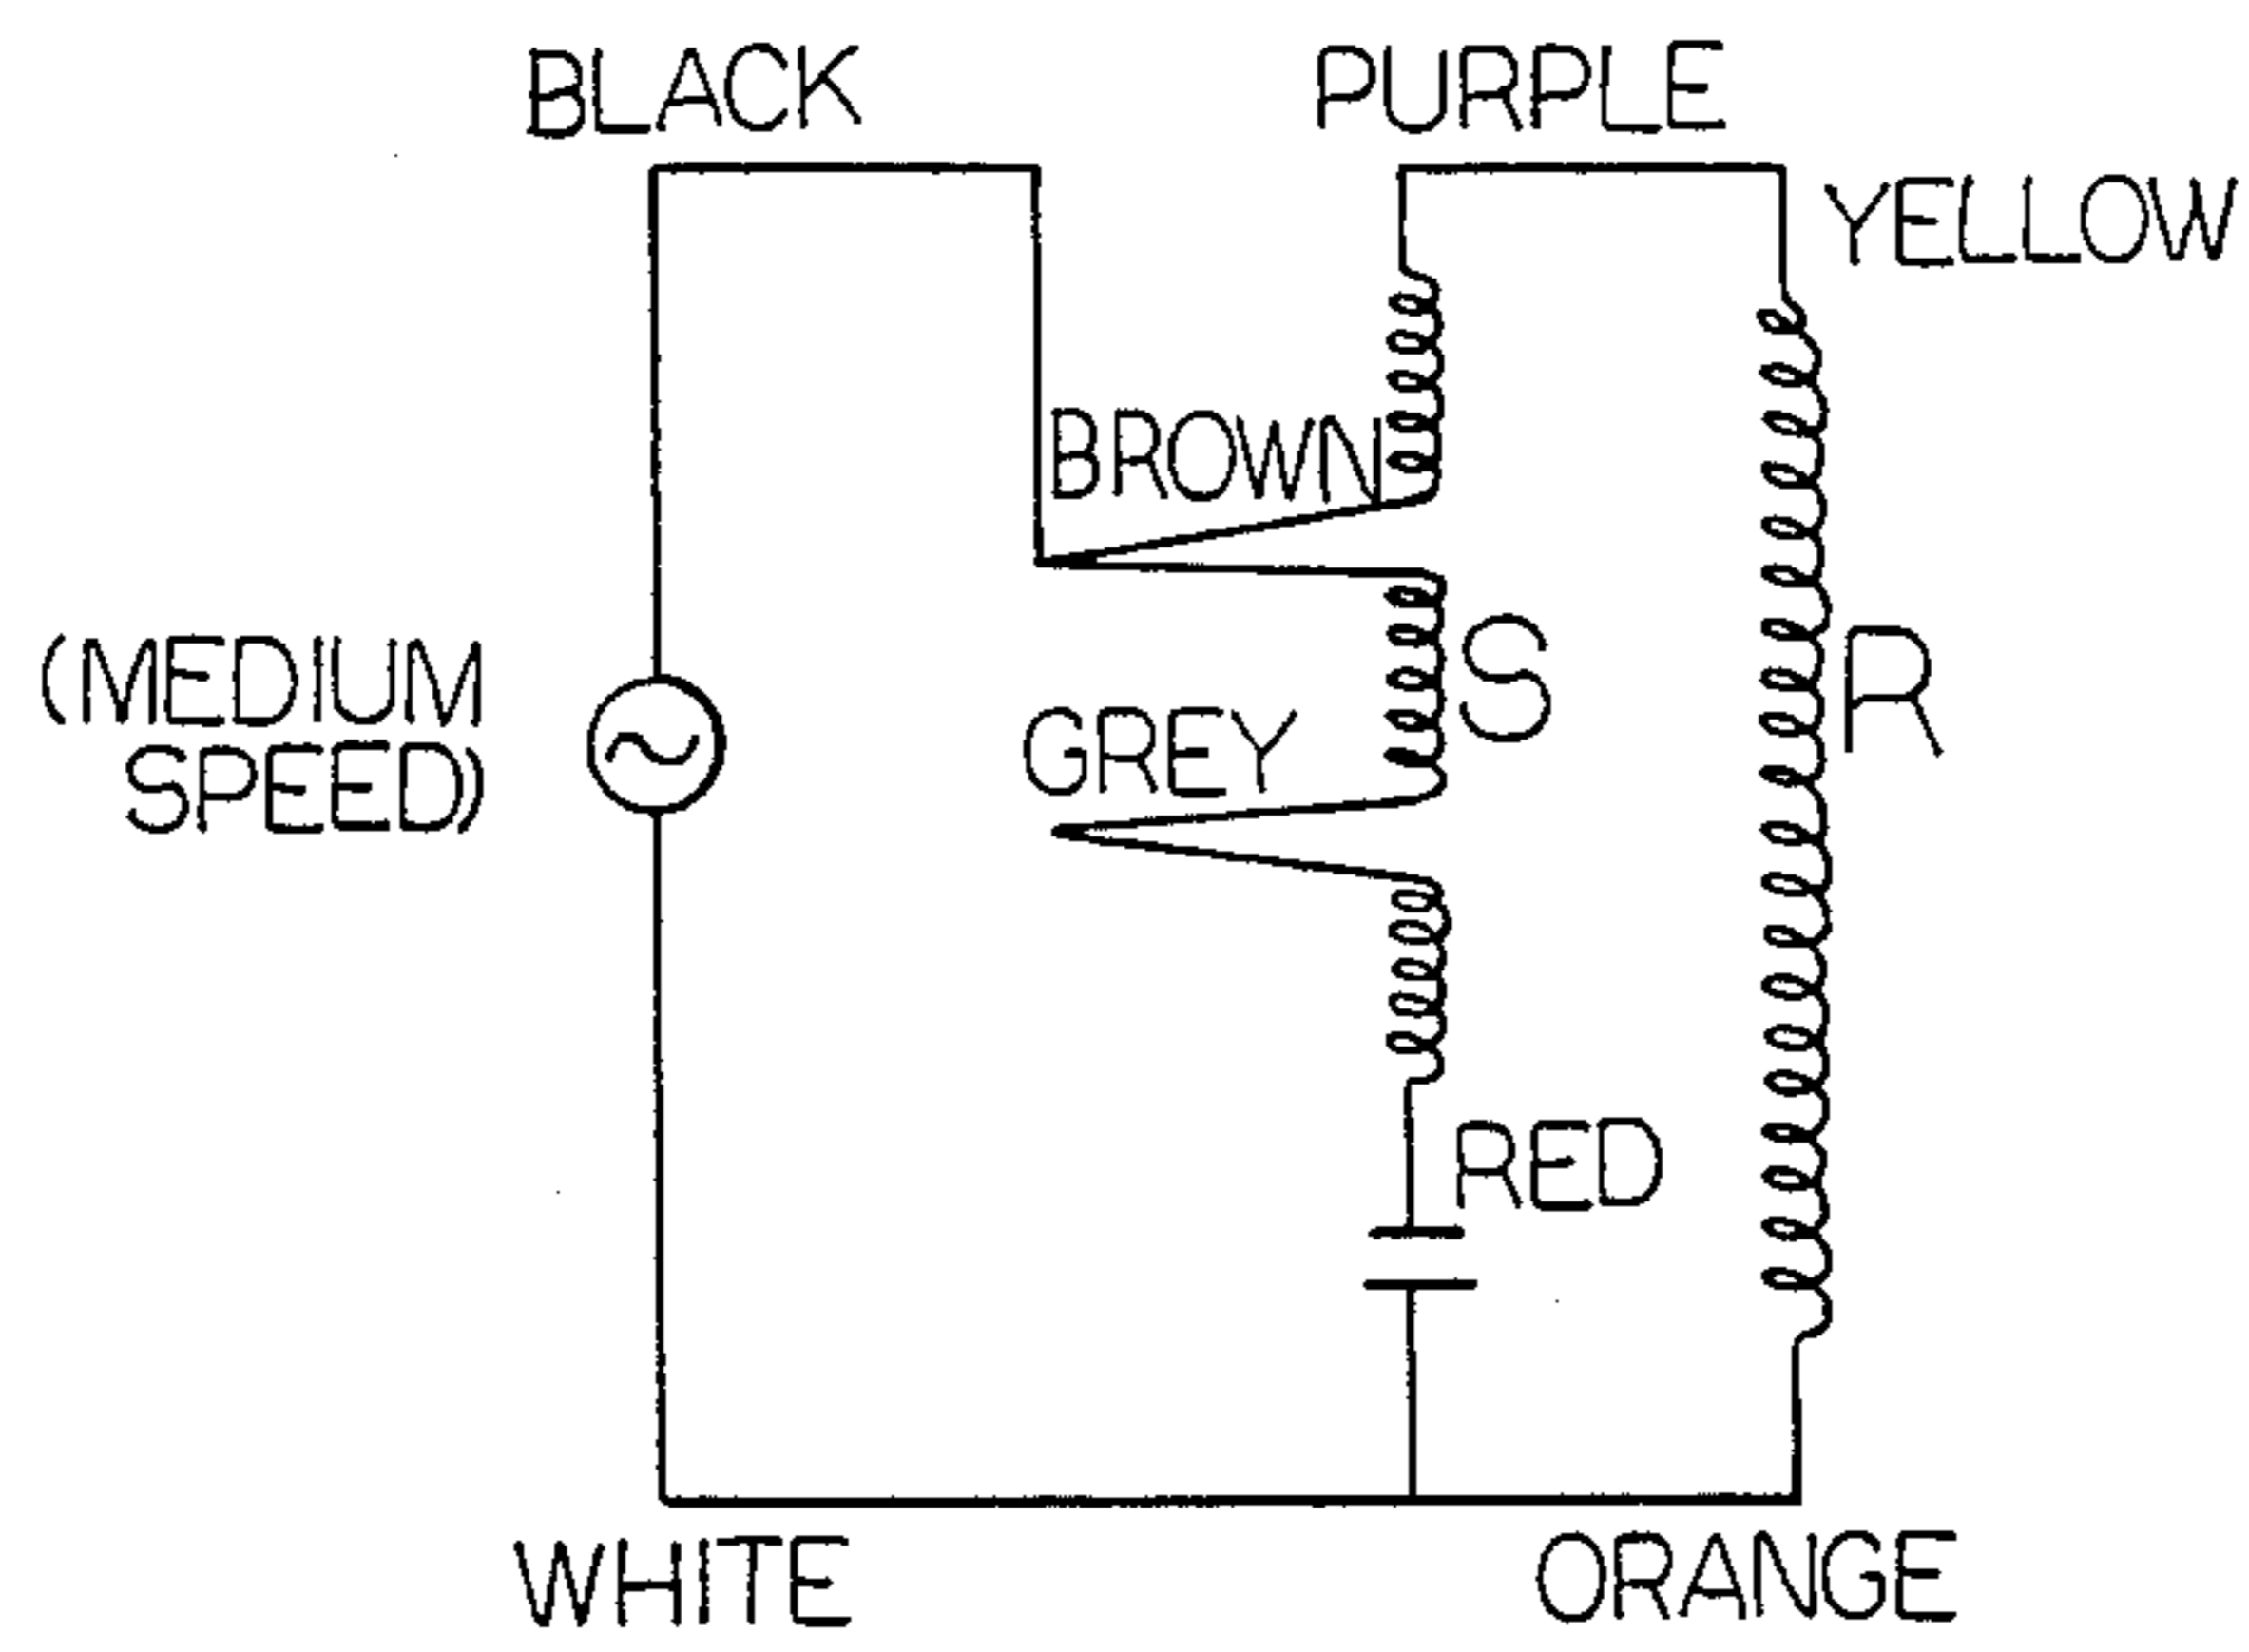 BLACK
PURPLE
YELLOW
BROWN
(MEDIUM
SPEED)
S
R
GREY
RED
WHITE
ORANGE